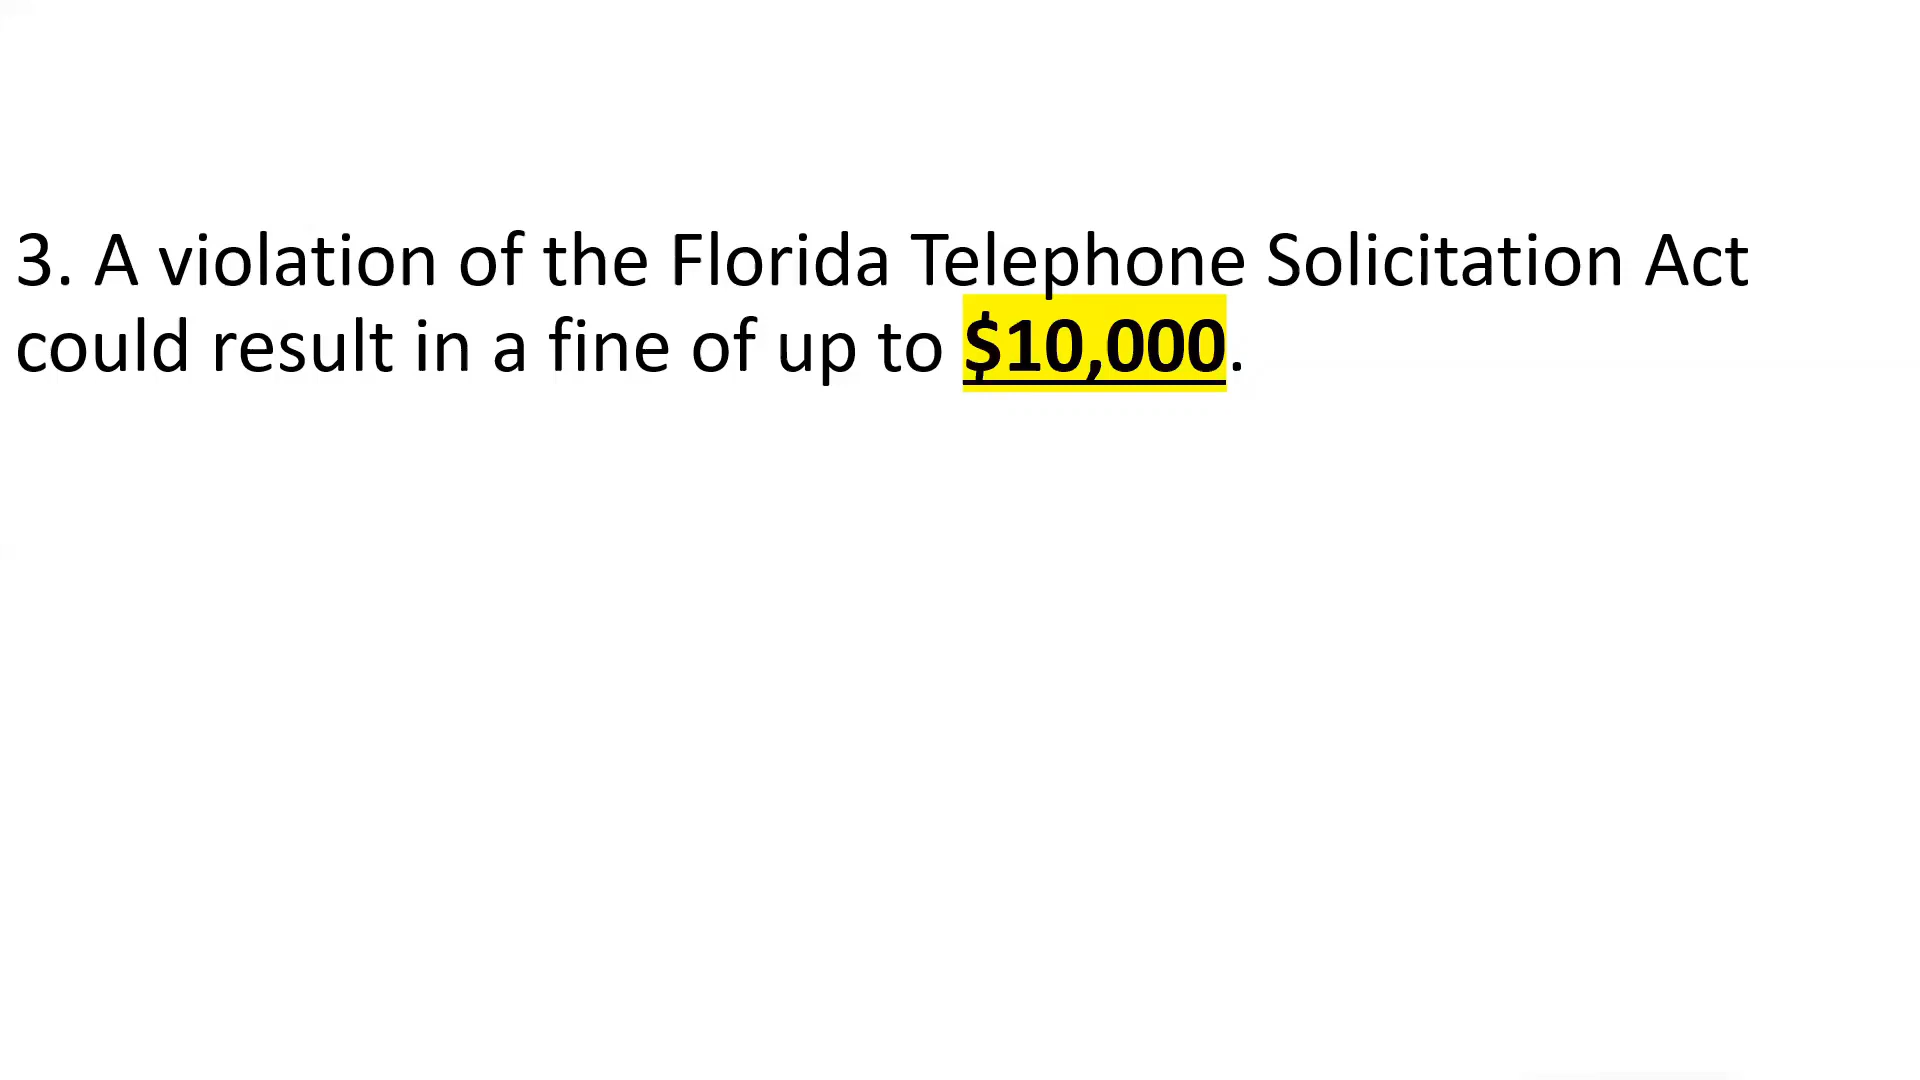 3. A violation of the Florida Telephone Solicitation Act
could result in a fine of up to $10,000.